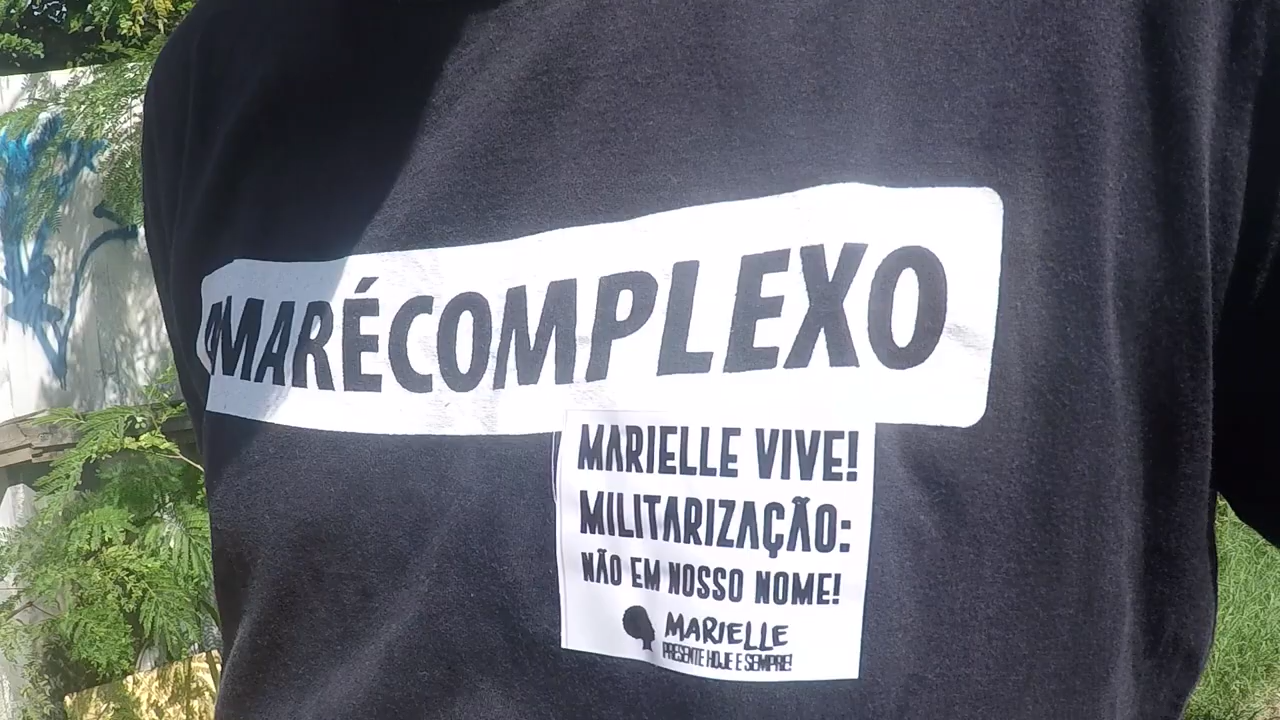 #MARÉCOMPLEXO
MARIELLE VIVE!
MILITARIZAÇÃO:
NÃO EM NOSSO NOME!
MARIELLE
PRESENTE HOJE E SEMPRE!